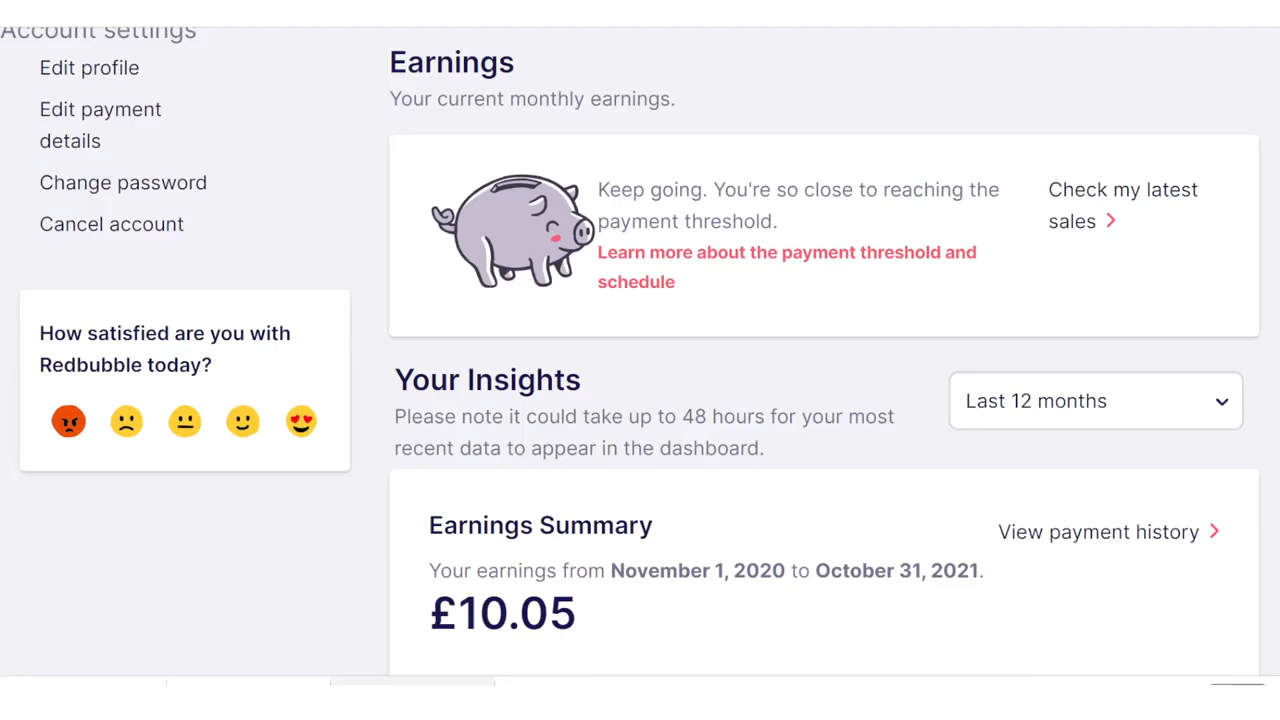 Account settings
Edit profile
Edit payment
details
Change password
Cancel account
How satisfied are you with
Redbubble today?
Earnings
Your current monthly earnings.
Keep going. You're so close to reaching the
payment threshold.
Learn more about the payment threshold and
schedule
Check my latest
sales
Your Insights
Please note it could take up to 48 hours for your most
recent data to appear in the dashboard.
Last 12 months
Earnings Summary
View payment history
Your earnings from November 1, 2020 to October 31, 2021.
£10.05